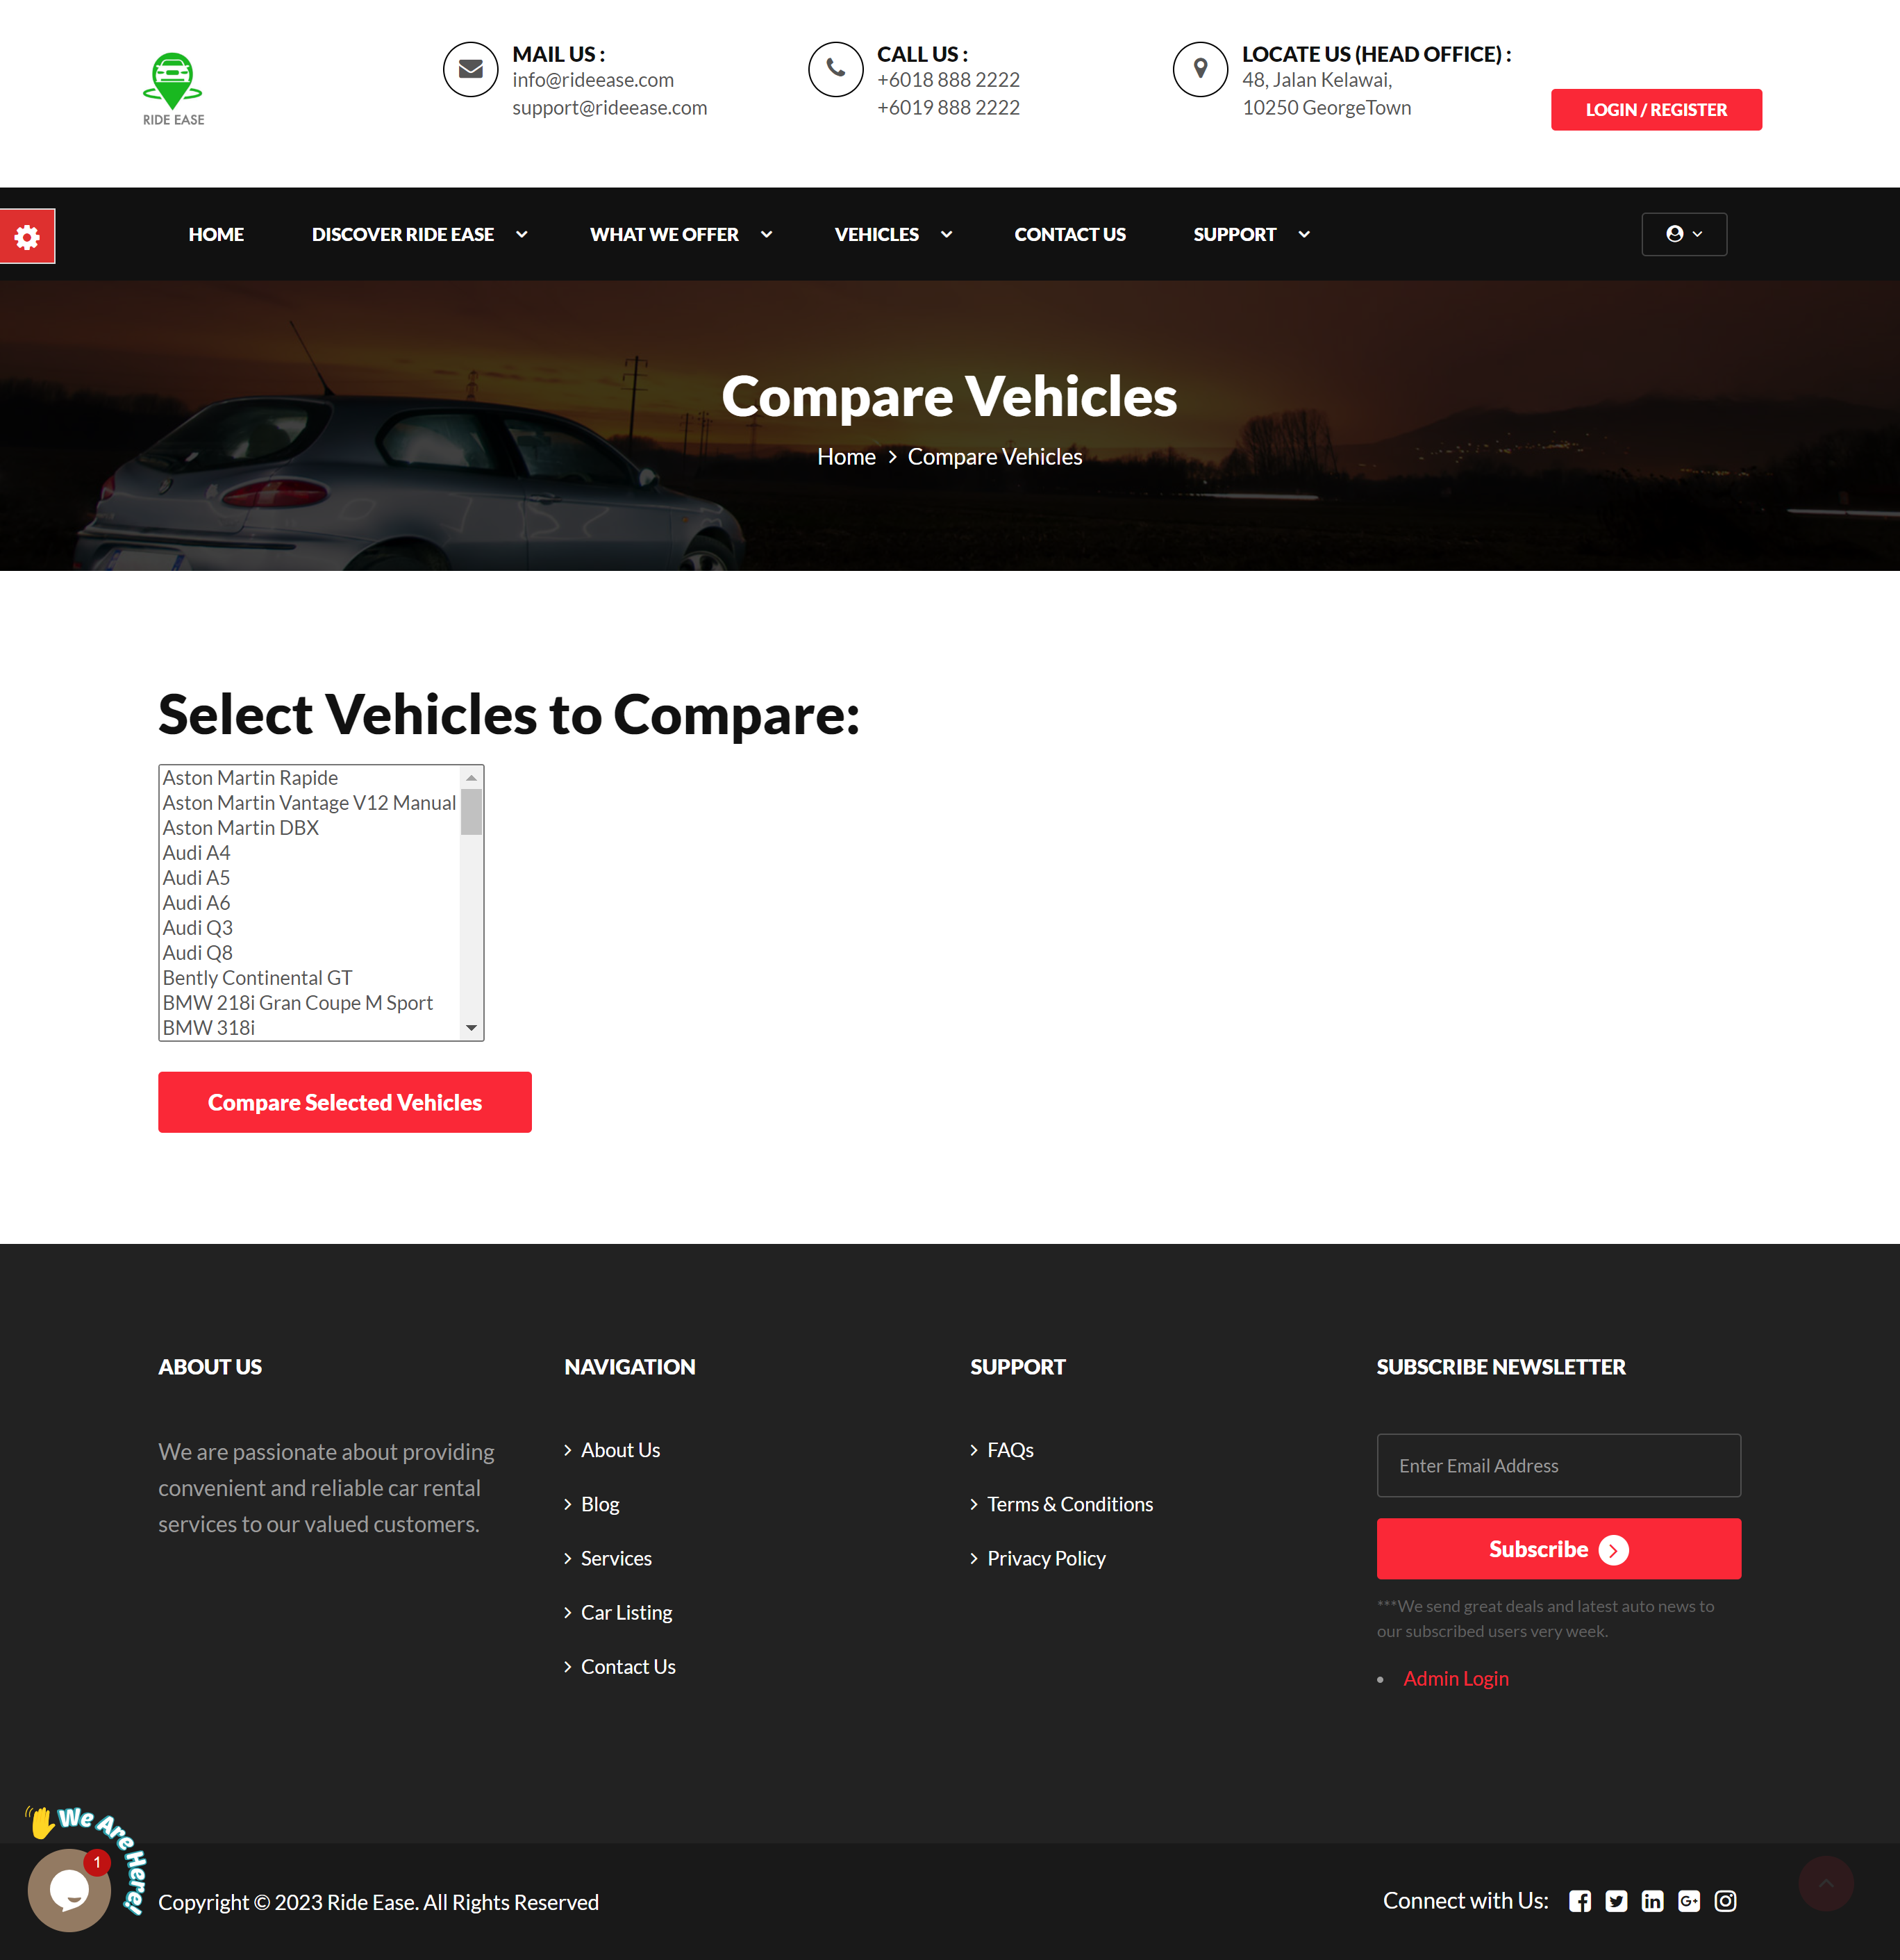 RIDE EASE
MAIL US :
info@rideease.com
support@rideease.com
CALL US :
+6018 888 2222
+6019 888 2222
LOCATE US (HEAD OFFICE) :
48, Jalan Kelawai,
10250 GeorgeTown
LOGIN / REGISTER
HOME
DISCOVER RIDE EASE
WHAT WE OFFER
VEHICLES
CONTACT US
SUPPORT
Compare Vehicles
Home > Compare Vehicles
Select Vehicles to Compare:
Aston Martin Rapide
Aston Martin Vantage V12 Manual
Aston Martin DBX
Audi A4
Audi A5
Audi A6
Audi Q3
Audi Q8
Bently Continental GT
BMW 218i Gran Coupe M Sport
BMW 318i
Compare Selected Vehicles
ABOUT US
We are passionate about providing
convenient and reliable car rental
services to our valued customers.
NAVIGATION
About Us
Blog
Services
Car Listing
Contact Us
SUPPORT
FAQs
Terms & Conditions
Privacy Policy
SUBSCRIBE NEWSLETTER
Enter Email Address
Subscribe
***We send great deals and latest auto news to
our subscribed users very week.
Admin Login
We Are Here!
1
Copyright © 2023 Ride Ease. All Rights Reserved
Connect with Us: